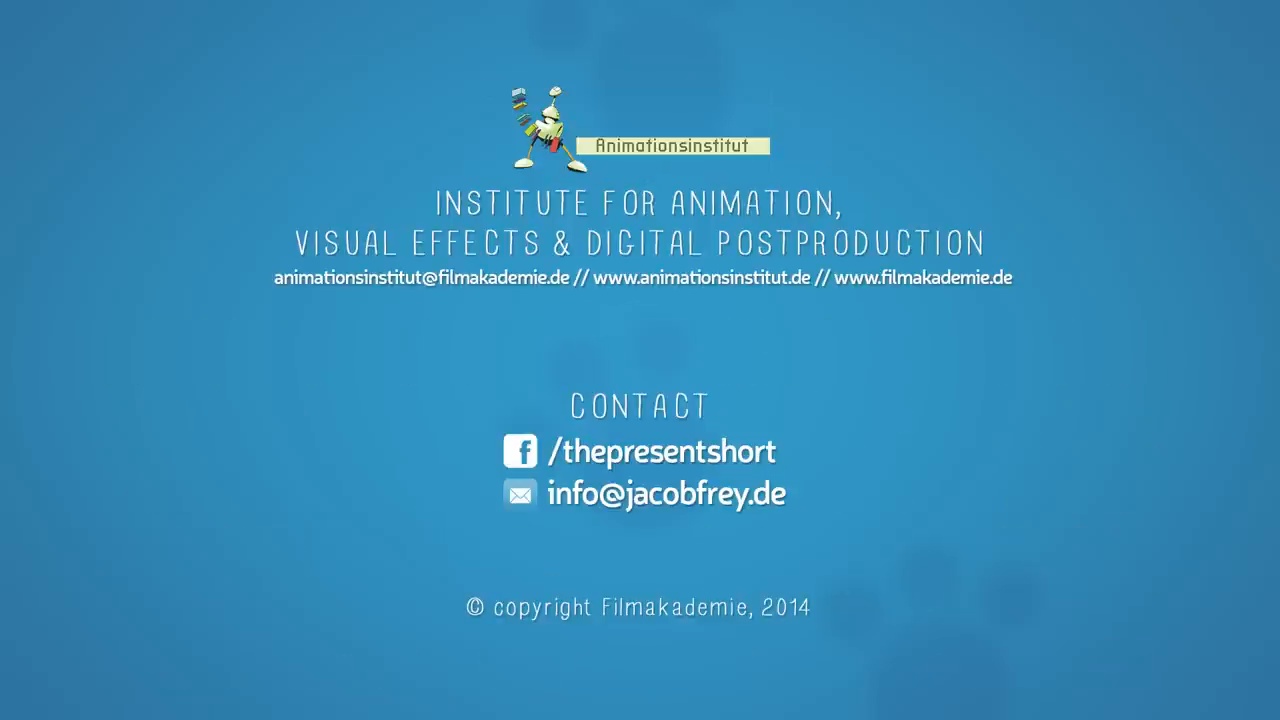 Animationsinstitut
INSTITUTE FOR ANIMATION,
VISUAL EFFECTS & DIGITAL POSTPRODUCTION
animationsinstitut@filmakademie.de // www.animationsinstitut.de // www.filmakademie.de
CONTACT
f /thepresentshort
info@jacobfrey.de
© copyright Filmakademie, 2014